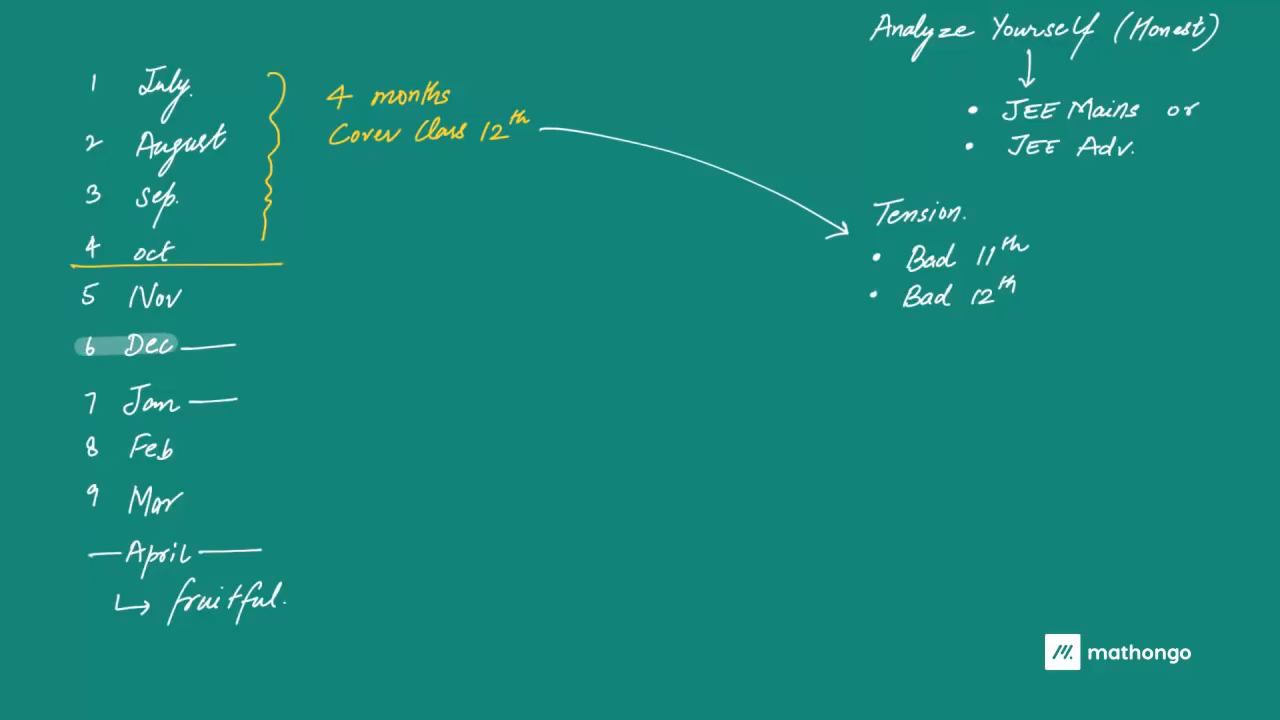 Analyze Yourself (Honest)
• JEE Mains or
• JEE Adv.
1 July.
2 August
3 Sep.
4 oct
4 months
Cover Class 12th
Tension.
• Bad 11th
• Bad 12th
5 Nov
6 Dec
7 Jan
8 Feb
9 Mar
April
fruitful.
mathongo